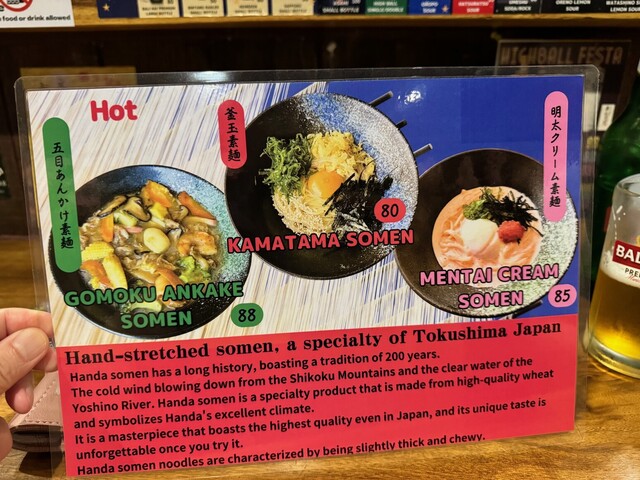 food or drink allowed
HIGHBALL FESTA
Hot
五目あんかけ素麺
釜玉素麺
明太クリーム素麺
80
KAMATAMA SOMEN
GOMOKU ANKAKE
SOMEN 88
MENTAI CREAM
SOMEN 85
Hand-stretched somen, a specialty of Tokushima Japan
Handa somen has a long history, boasting a tradition of 200 years.
The cold wind blowing down from the Shikoku Mountains and the clear water of the
Yoshino River. Handa somen is a specialty product that is made from high-quality wheat
and symbolizes Handa's excellent climate.
It is a masterpiece that boasts the highest quality even in Japan, and its unique taste is
unforgettable once you try it.
Handa somen noodles are characterized by being slightly thick and chewy.